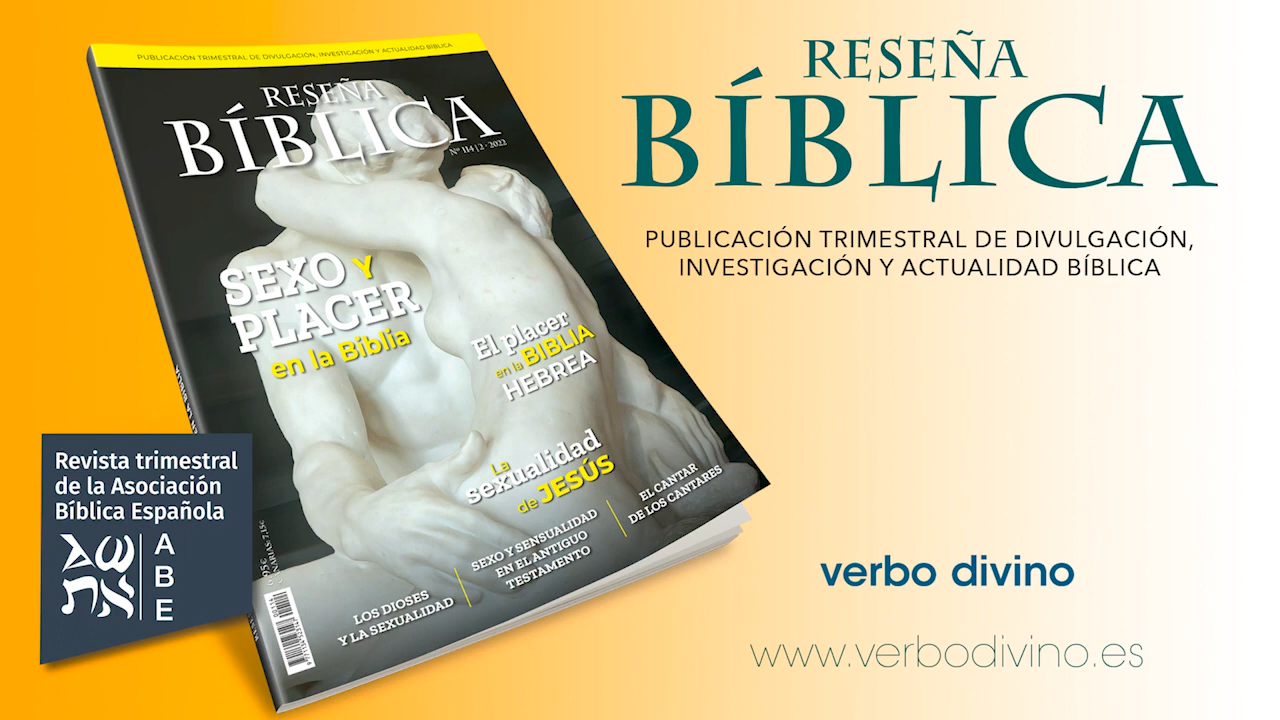 PUBLICACIÓN TRIMESTRAL DE DIVULGACIÓN, INVESTIGACIÓN Y ACTUALIDAD BÍBLICA
RESEÑA
BÍBLICA
Nº 114 | 2 · 2022
SEXO Y
PLACER
en la Biblia
El placer
en la BIBLIA
HEBREA
La
sexualidad
de JESÚS
LOS DIOSES
Y LA SEXUALIDAD
SEXO Y SENSUALIDAD
EN EL ANTIGUO
TESTAMENTO
EL CANTAR
DE LOS CANTARES
Revista trimestral
de la Asociación
Bíblica Española
A
B
E
RESEÑA
BÍBLICA
PUBLICACIÓN TRIMESTRAL DE DIVULGACIÓN,
INVESTIGACIÓN Y ACTUALIDAD BÍBLICA
verbo divino
www.verbodivino.es